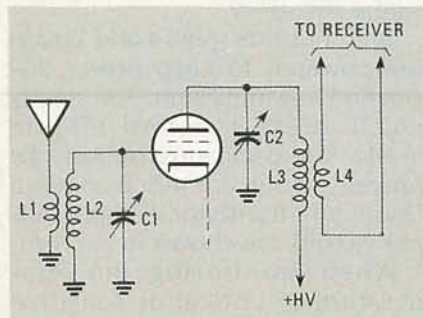 TO RECEIVER
C2
L3
L4
L1
L2
C1
+HV